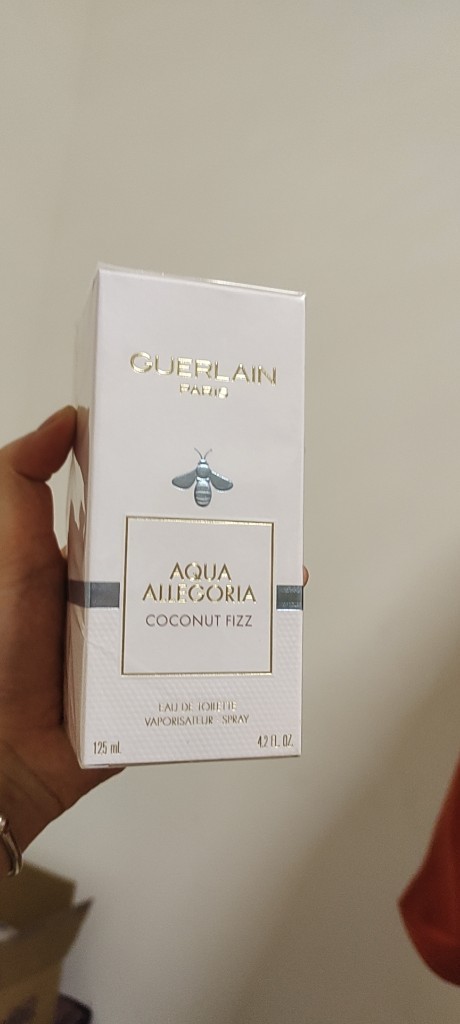 GUERLAIN
PARIS
AQUA
ALLEGORIA
COCONUT FIZZ
EAU DE TOILETTE
VAPORISATEUR SPRAY
125 mL 4.2 FL. OZ.